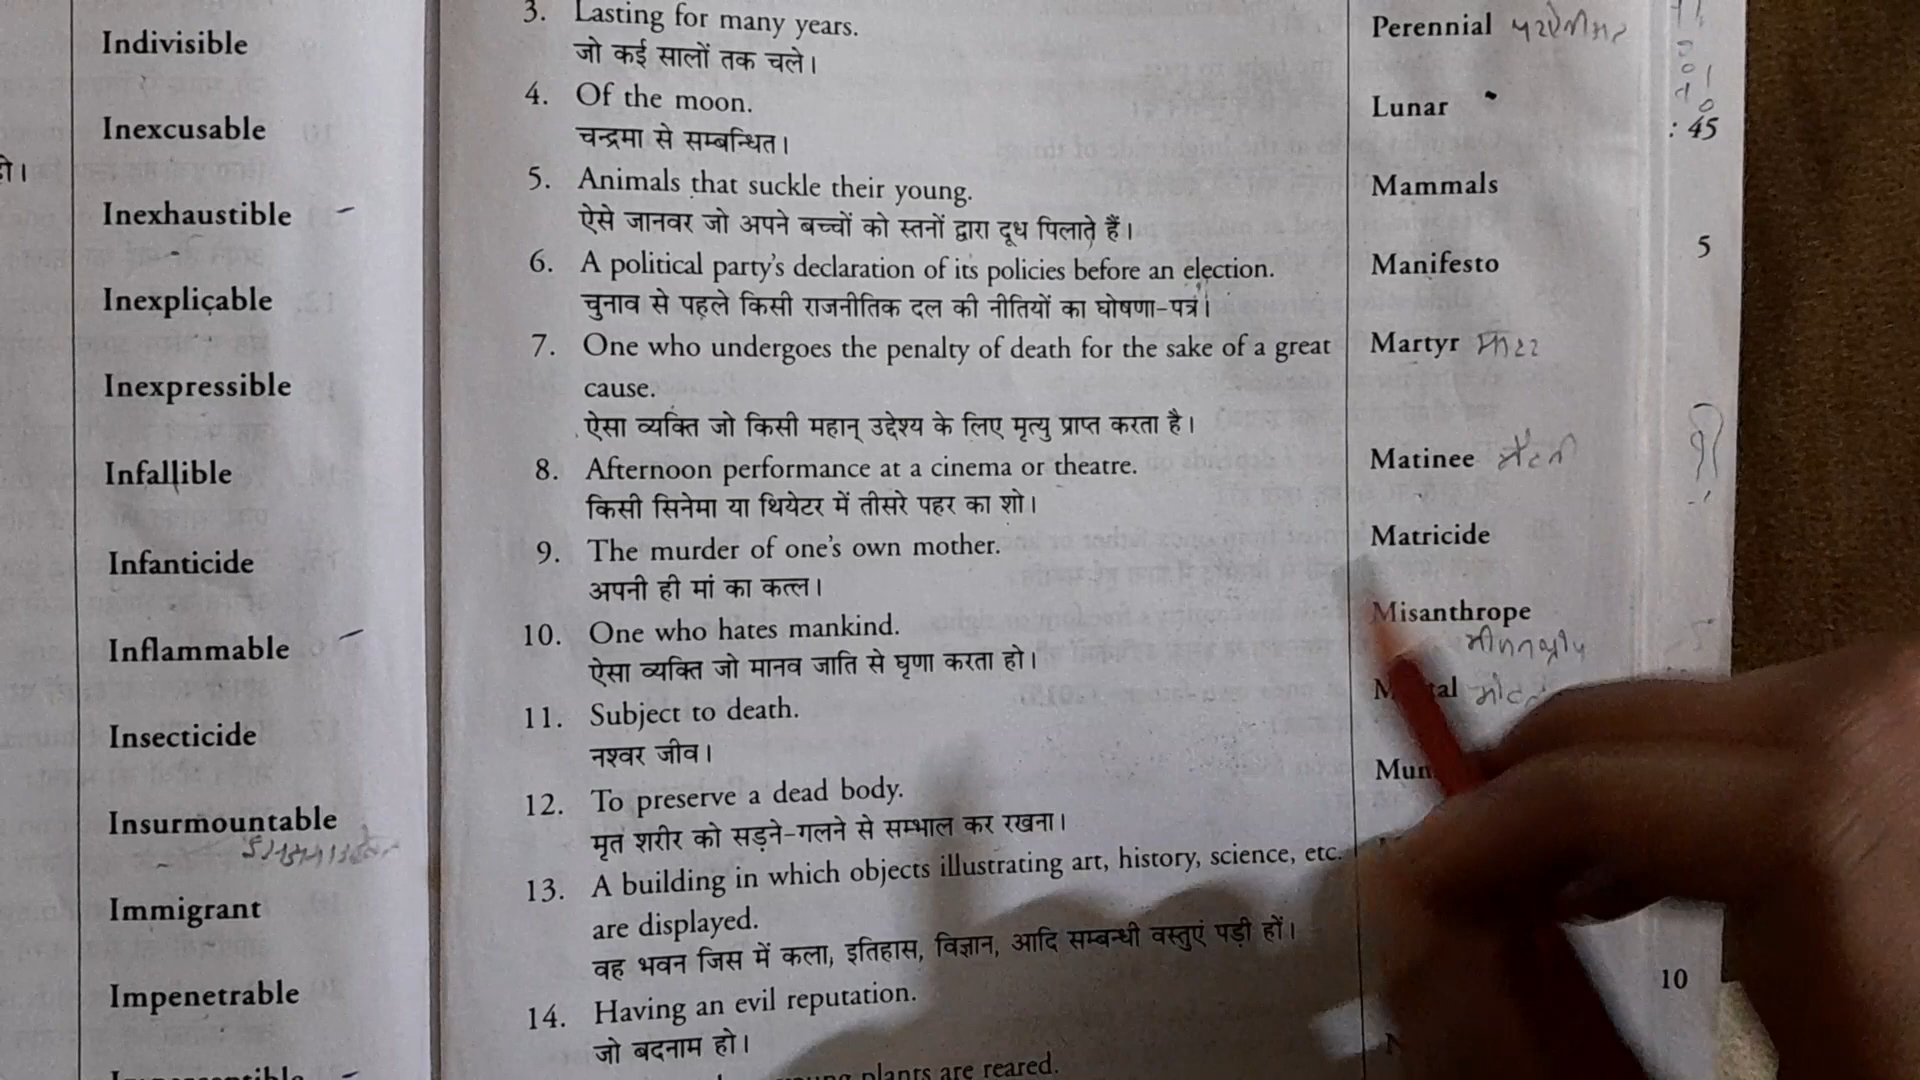 Indivisible
Inexcusable
हो।
Inexhaustible
Inexplicable
Inexpressible
Infallible
Infanticide
Inflammable
Insecticide
Insurmountable
Immigrant
Impenetrable
3. Lasting for many years. Perennial
जो कई सालों तक चले।
4. Of the moon. Lunar
चन्द्रमा से सम्बन्धित।
: 45
5. Animals that suckle their young. Mammals
ऐसे जानवर जो अपने बच्चों को स्तनों द्वारा दूध पिलाते हैं।
5
6. A political party's declaration of its policies before an election. Manifesto
चुनाव से पहले किसी राजनीतिक दल की नीतियों का घोषणा-पत्र।
7. One who undergoes the penalty of death for the sake of a great Martyr
cause.
ऐसा व्यक्ति जो किसी महान् उद्देश्य के लिए मृत्यु प्राप्त करता है।
8. Afternoon performance at a cinema or theatre. Matinee
किसी सिनेमा या थियेटर में तीसरे पहर का शो।
9. The murder of one's own mother. Matricide
अपनी ही मां का कत्ल।
10. One who hates mankind. Misanthrope
ऐसा व्यक्ति जो मानव जाति से घृणा करता हो।
11. Subject to death.
नश्वर जीव।
12. To preserve a dead body.
मृत शरीर को सड़ने-गलने से सम्भाल कर रखना।
13. A building in which objects illustrating art, history, science, etc.
are displayed.
वह भवन जिस में कला, इतिहास, विज्ञान, आदि सम्बन्धी वस्तुएं पड़ी हों।
10
14. Having an evil reputation.
जो बदनाम हो।
plants are reared.